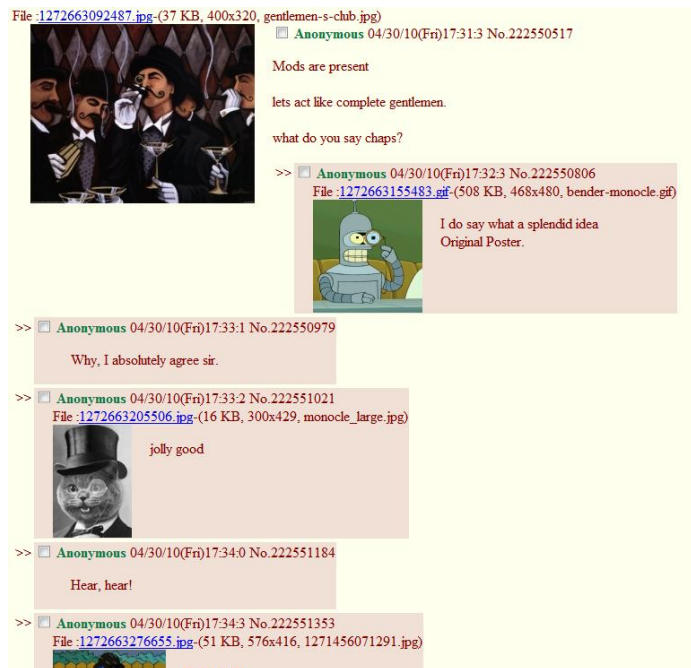 File :1272663092487.jpg-(37 KB, 400x320, gentlemen-s-club.jpg)
Anonymous 04/30/10(Fri)17:31:3 No.222550517
Mods are present
lets act like complete gentlemen.
what do you say chaps?
>> Anonymous 04/30/10(Fri)17:32:3 No.222550806
File :1272663155483.gif-(508 KB, 468x480, bender-monocle.gif)
I do say what a splendid idea
Original Poster.
>> Anonymous 04/30/10(Fri)17:33:1 No.222550979
Why, I absolutely agree sir.
>> Anonymous 04/30/10(Fri)17:33:2 No.222551021
File :1272663205506.jpg-(16 KB, 300x429, monocle_large.jpg)
jolly good
>> Anonymous 04/30/10(Fri)17:34:0 No.222551184
Hear, hear!
>> Anonymous 04/30/10(Fri)17:34:3 No.222551353
File :1272663276655.jpg-(51 KB, 576x416, 1271456071291.jpg)